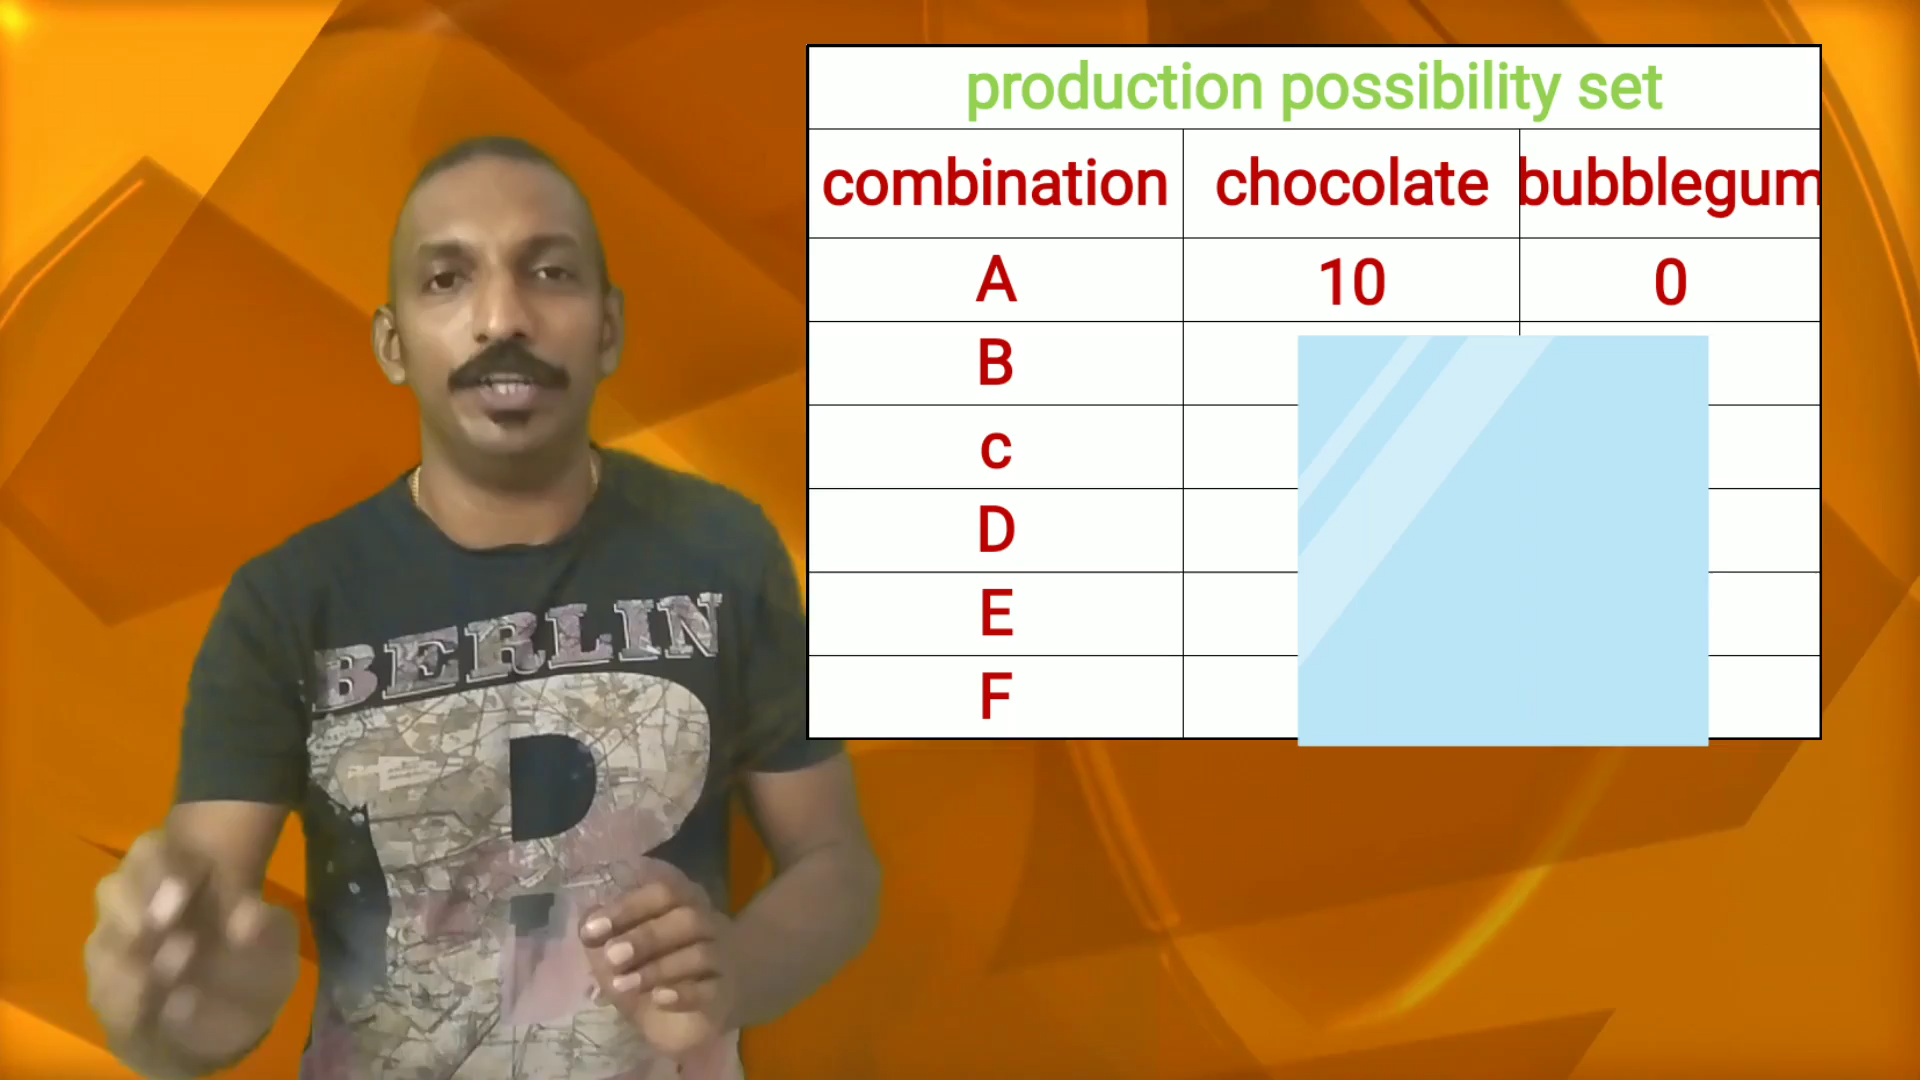 production possibility set
combination chocolate bubblegum
A 10 0
B
c
D
E
F
BERLIN
B